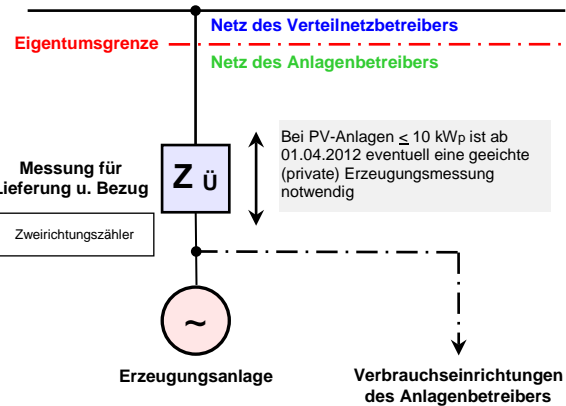 Netz des Verteilnetzbetreibers
Eigentumsgrenze
Netz des Anlagenbetreibers
Bei PV-Anlagen ≤ 10 kWp ist ab
01.04.2012 eventuell eine geeichte
(private) Erzeugungsmessung
notwendig
Messung für
Lieferung u. Bezug
Z Ü
Zweirichtungszähler
~
Erzeugungsanlage
Verbrauchseinrichtungen
des Anlagenbetreibers